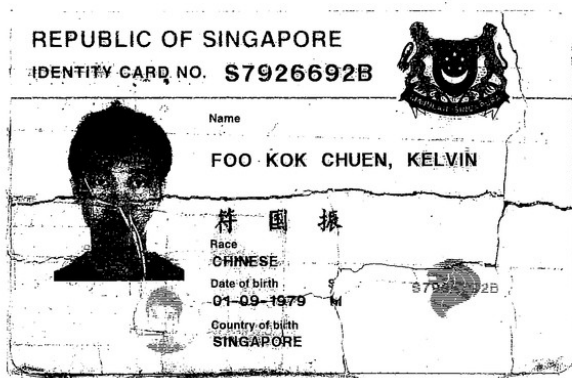 REPUBLIC OF SINGAPORE
IDENTITY CARD NO. S7926692B
Name
FOO KOK CHUEN, KELVIN
符 国 振
Race
CHINESE
Date of birth
01-09-1979 M
Country of birth
SINGAPORE